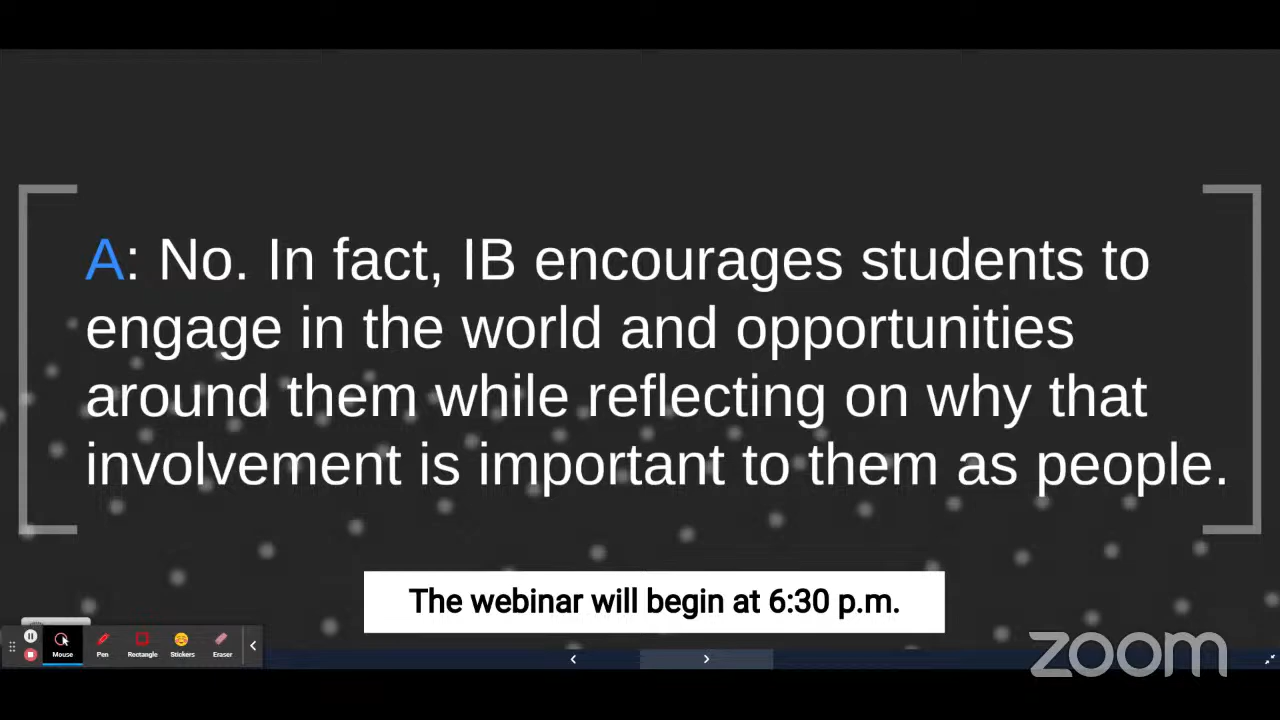 A: No. In fact, IB encourages students to
engage in the world and opportunities
around them while reflecting on why that
involvement is important to them as people.
The webinar will begin at 6:30 p.m.
Mouse Pen Rectangle Stickers Eraser
zoom